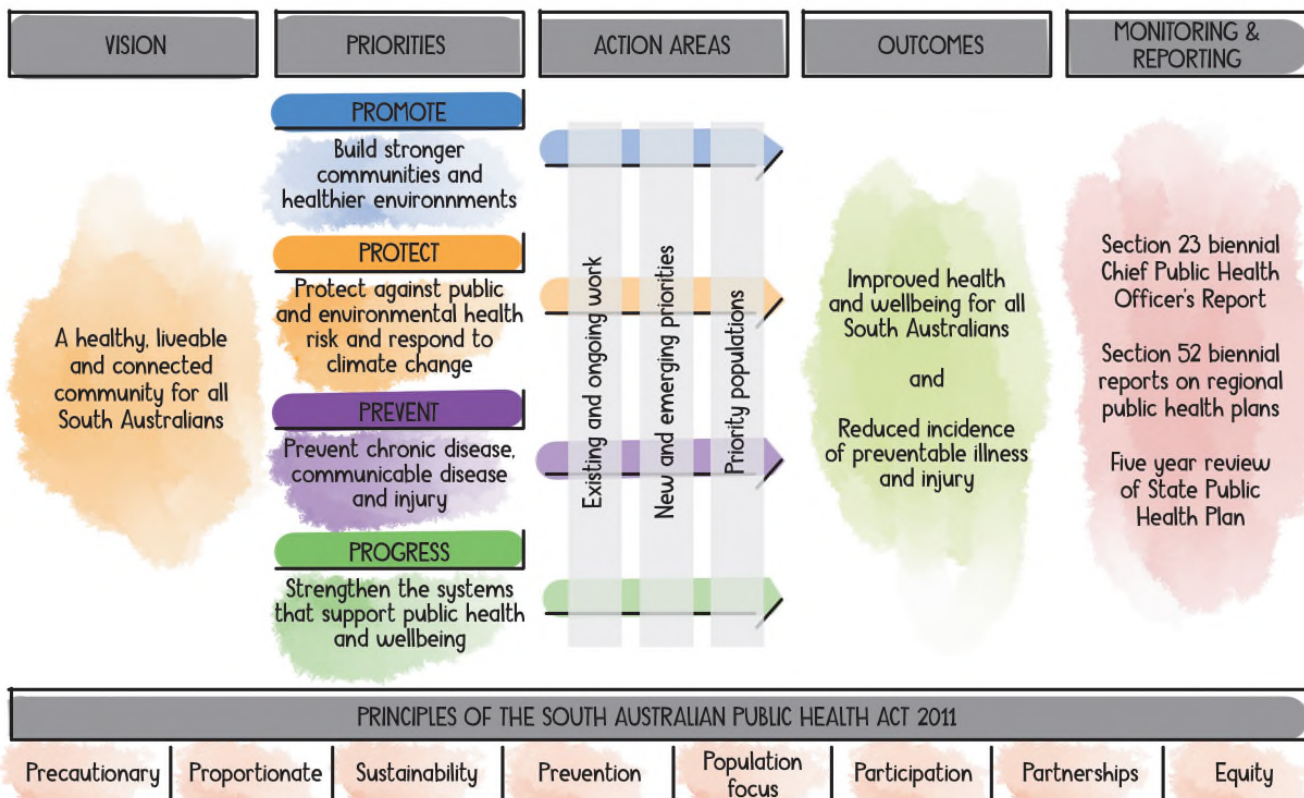 VISION
PRIORITIES
ACTION AREAS
OUTCOMES
MONITORING &
REPORTING
A healthy, liveable
and connected
community for all
South Australians
PROMOTE
Build stronger
communities and
healthier environnments
PROTECT
Protect against public
and environmental health
risk and respond to
climate change
PREVENT
Prevent chronic disease,
communicable disease
and injury
PROGRESS
Strengthen the systems
that support public health
and wellbeing
Existing and ongoing work
New and emerging priorities
Priority populations
Improved health
and wellbeing for all
South Australians
and
Reduced incidence
of preventable illness
and injury
Section 23 biennial
Chief Public Health
Officer's Report
Section 52 biennial
reports on regional
public health plans
Five year review
of State Public
Health Plan
PRINCIPLES OF THE SOUTH AUSTRALIAN PUBLIC HEALTH ACT 2011
Precautionary
Proportionate
Sustainability
Prevention
Population
focus
Participation
Partnerships
Equity